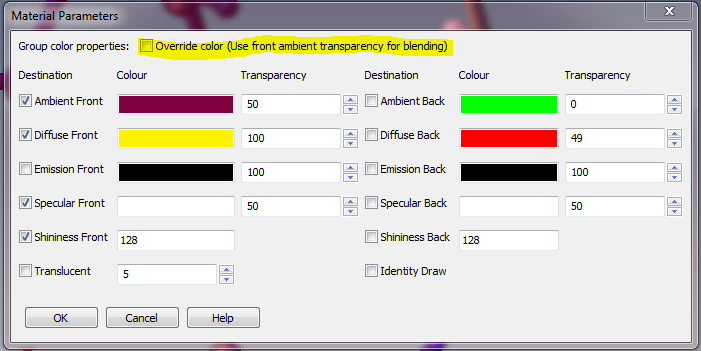 Material Parameters
Group color properties: Override color (Use front ambient transparency for blending)
Destination Colour Transparency Destination Colour Transparency
Ambient Front 50 Ambient Back 0
Diffuse Front 100 Diffuse Back 49
Emission Front 100 Emission Back 100
Specular Front 50 Specular Back 50
Shininess Front 128 Shininess Back 128
Translucent 5 Identity Draw
OK Cancel Help